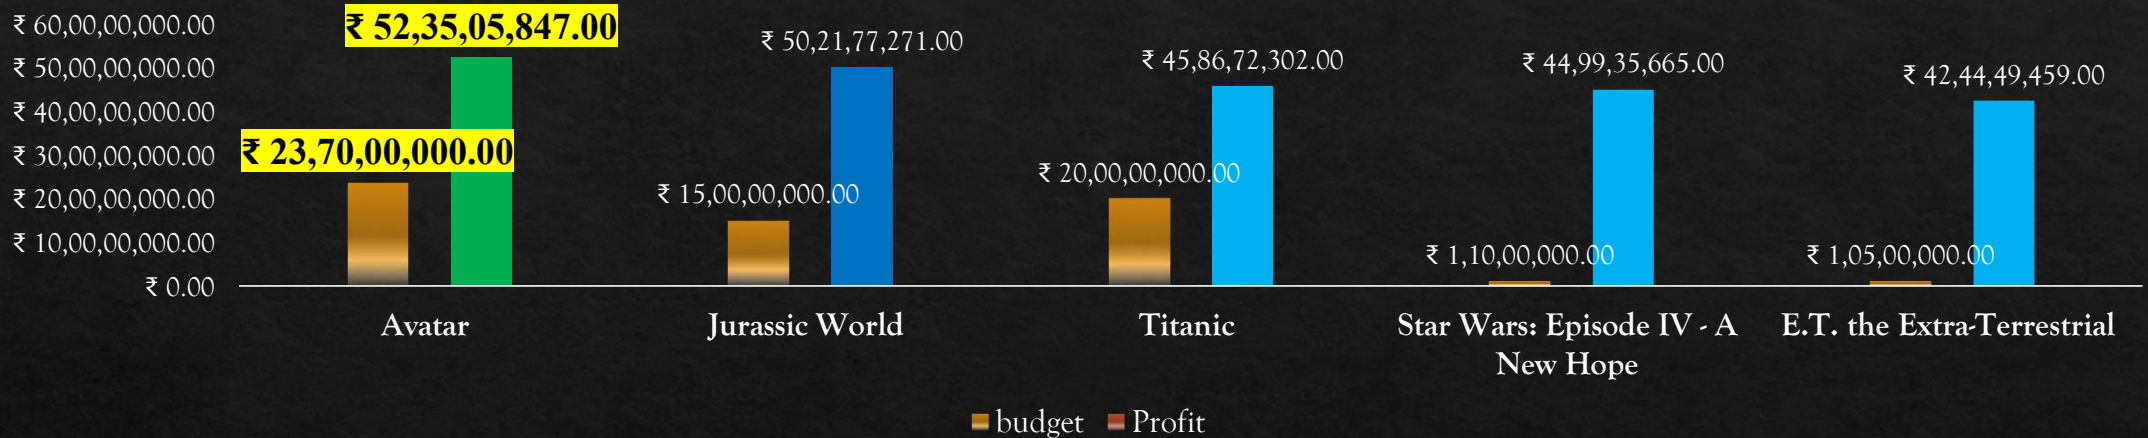 ₹ 60,00,00,000.00
₹ 50,00,00,000.00
₹ 40,00,00,000.00
₹ 30,00,00,000.00
₹ 20,00,00,000.00
₹ 10,00,00,000.00
₹ 0.00
₹ 52,35,05,847.00
₹ 23,70,00,000.00
₹ 50,21,77,271.00
₹ 15,00,00,000.00
₹ 45,86,72,302.00
₹ 20,00,00,000.00
₹ 44,99,35,665.00
₹ 1,10,00,000.00
₹ 42,44,49,459.00
₹ 1,05,00,000.00
Avatar
Jurassic World
Titanic
Star Wars: Episode IV - A
New Hope
E.T. the Extra-Terrestrial
budget
Profit